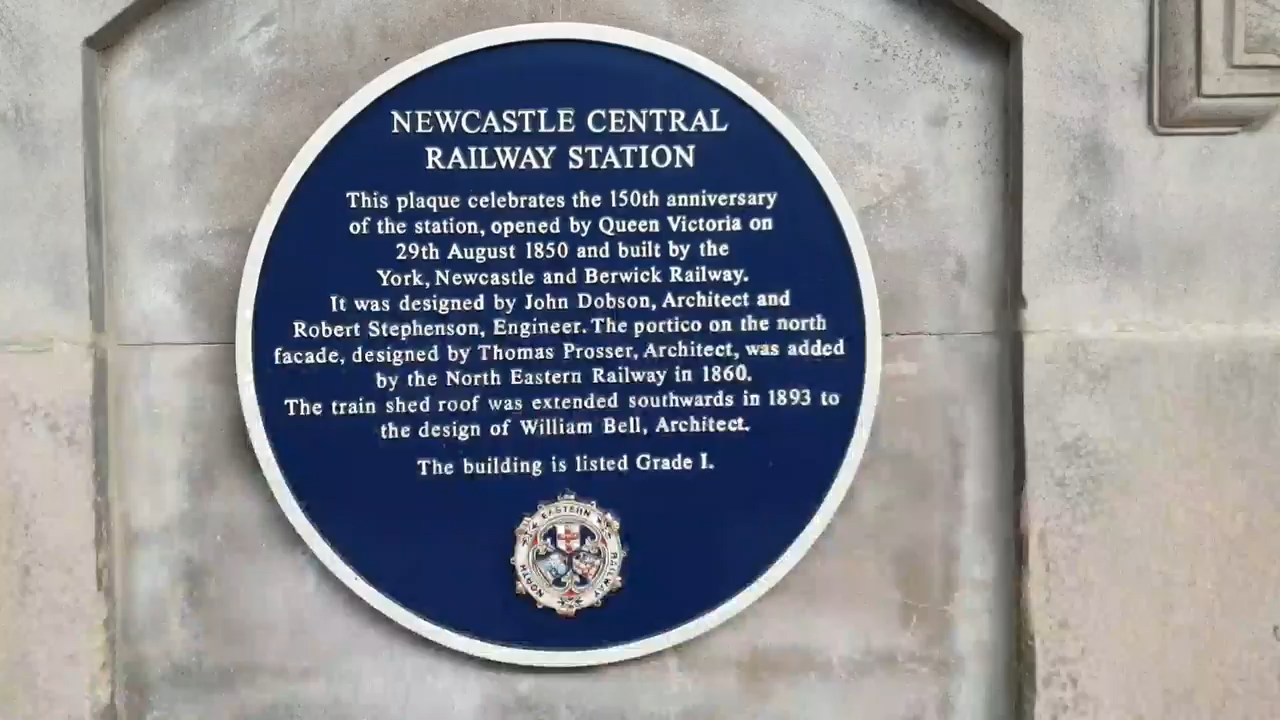 NEWCASTLE CENTRAL
RAILWAY STATION
This plaque celebrates the 150th anniversary
of the station, opened by Queen Victoria on
29th August 1850 and built by the
York, Newcastle and Berwick Railway.
It was designed by John Dobson, Architect and
Robert Stephenson, Engineer. The portico on the north
facade, designed by Thomas Prosser, Architect, was added
by the North Eastern Railway in 1860.
The train shed roof was extended southwards in 1893 to
the design of William Bell, Architect.
The building is listed Grade I.
NORTH EASTERN RAILWAY